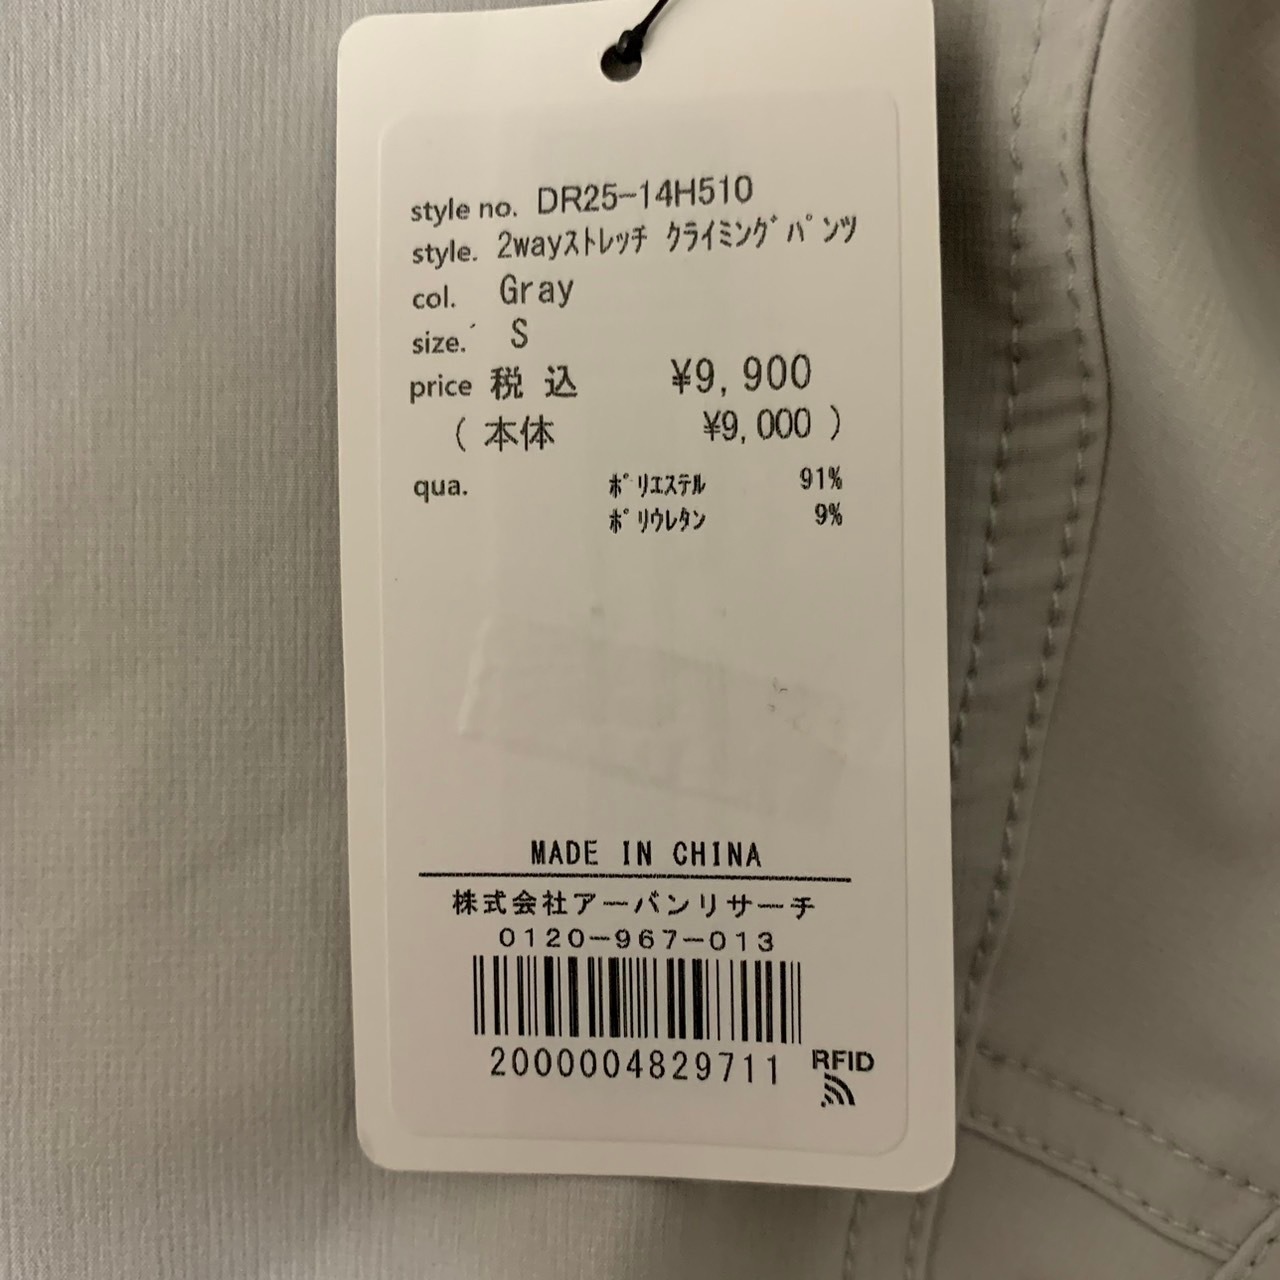 style no. DR25-14H510
style. 2wayｽﾄﾚｯﾁ ｸﾗｲﾐﾝｸﾞﾊﾟﾝﾂ
col. Gray
size. S
price 税 込 ¥9,900
( 本体 ¥9,000 )
qua. ﾎﾟﾘｴｽﾃﾙ 91%
ﾎﾟﾘｳﾚﾀﾝ 9%
MADE IN CHINA
株式会社アーバンリサーチ
0120-967-013
2000004829711
RFID